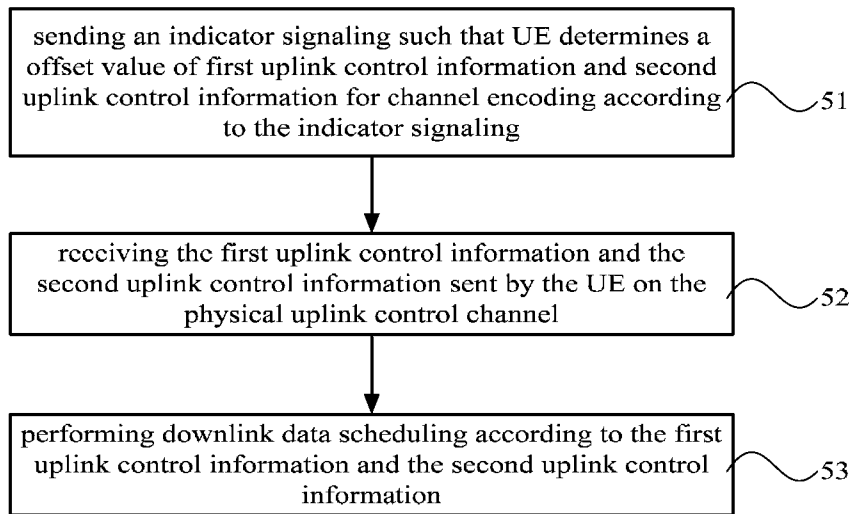 sending an indicator signaling such that UE determines a
offset value of first uplink control information and second
uplink control information for channel encoding according
to the indicator signaling
51
receiving the first uplink control information and the
second uplink control information sent by the UE on the
physical uplink control channel
52
performing downlink data scheduling according to the first
uplink control information and the second uplink control
information
53